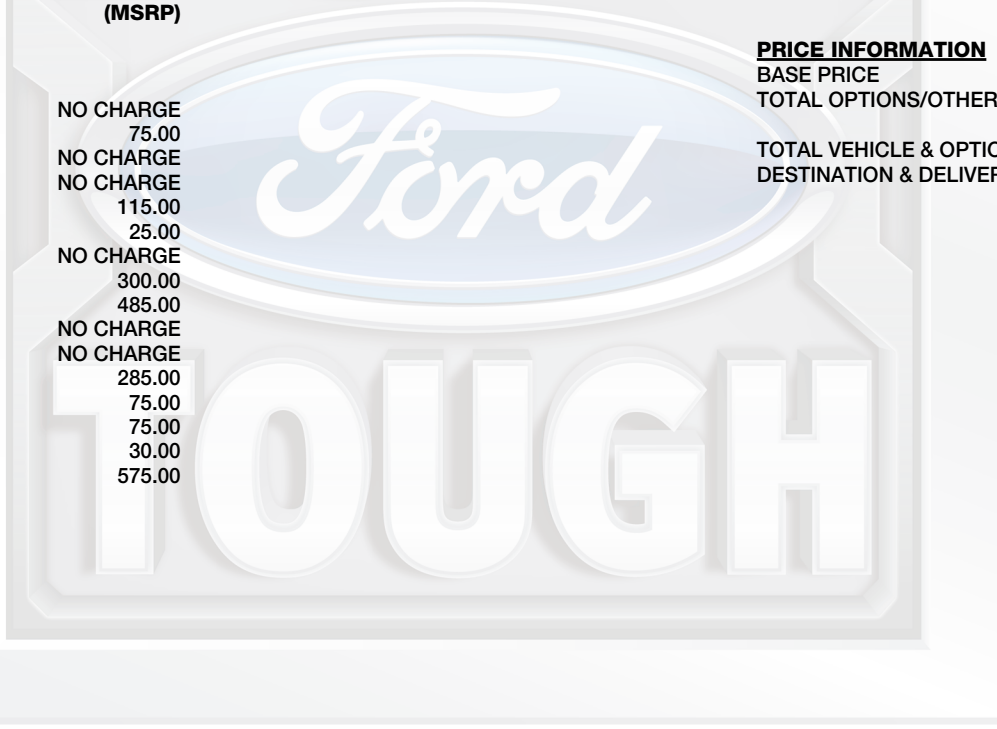 (MSRP)
NO CHARGE
75.00
NO CHARGE
NO CHARGE
115.00
25.00
NO CHARGE
300.00
485.00
NO CHARGE
NO CHARGE
285.00
75.00
75.00
30.00
575.00
PRICE INFORMATION
BASE PRICE
TOTAL OPTIONS/OTHER
TOTAL VEHICLE & OPTIO
DESTINATION & DELIVER
Ford
TOUGH